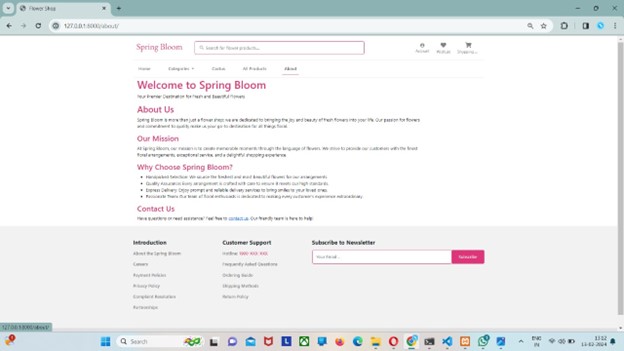 Flower Shop
127.0.0.1:8000/about/
Spring Bloom
Search for flower products...
Account
Wishlist
Shopping...
Home
Categories
Cactus
All Products
About
Welcome to Spring Bloom
Your Premier Destination for Fresh and Beautiful Flowers
About Us
Spring Bloom is more than just a flower shop; we are dedicated to bringing the joy and beauty of fresh flowers into your life. Our passion for flowers
and commitment to quality make us your go-to destination for all things floral.
Our Mission
At Spring Bloom, our mission is to create memorable moments through the language of flowers. We strive to provide our customers with the finest
floral arrangements, exceptional service, and a delightful shopping experience.
Why Choose Spring Bloom?
Handpicked Selection: We source the freshest and most beautiful flowers for our arrangements.
Quality Assurance: Every arrangement is crafted with care to ensure it meets our high standards.
Express Delivery: Enjoy prompt and reliable delivery services to bring smiles to your loved ones.
Passionate Team: Our team of floral enthusiasts is dedicated to making every customer's experience extraordinary.
Contact Us
Have questions or need assistance? Feel free to contact us. Our friendly team is here to help!
Introduction
About the Spring Bloom
Careers
Payment Policies
Privacy Policy
Complaint Resolution
Partnerships
Customer Support
Hotline:
Frequently Asked Questions
Ordering Guide
Shipping Methods
Return Policy
Subscribe to Newsletter
Your Email...
Subscribe
127.0.0.1:8000/about/
Search
ENG
IN
13:02
13-02-2024